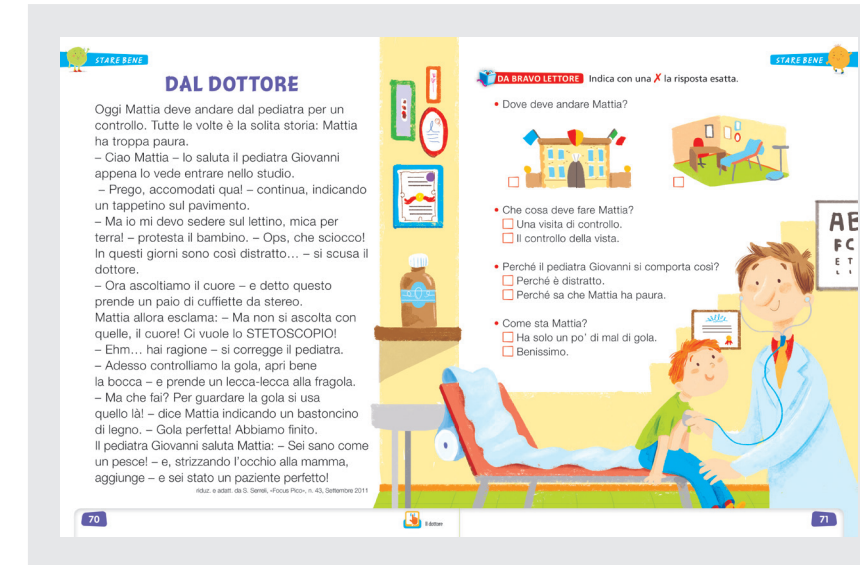 STARE BENE
DAL DOTTORE
Oggi Mattia deve andare dal pediatra per un
controllo. Tutte le volte è la solita storia: Mattia
ha troppa paura.
– Ciao Mattia – lo saluta il pediatra Giovanni
appena lo vede entrare nello studio.
– Prego, accomodati qua! – continua, indicando
un tappetino sul pavimento.
– Ma io mi devo sedere sul lettino, mica per
terra! – protesta il bambino. – Ops, che sciocco!
In questi giorni sono così distratto… – si scusa il
dottore.
– Ora ascoltiamo il cuore – e detto questo
prende un paio di cuffiette da stereo.
Mattia allora esclama: – Ma non si ascolta con
quelle, il cuore! Ci vuole lo STETOSCOPIO!
– Ehm… hai ragione – si corregge il pediatra.
– Adesso controlliamo la gola, apri bene
la bocca – e prende un lecca-lecca alla fragola.
– Ma che fai? Per guardare la gola si usa
quello là! – dice Mattia indicando un bastoncino
di legno. – Gola perfetta! Abbiamo finito.
Il pediatra Giovanni saluta Mattia: – Sei sano come
un pesce! – e, strizzando l'occhio alla mamma,
aggiunge – e sei stato un paziente perfetto!
riduz. e adatt. da S. Serreli, «Focus Pico», n. 43, Settembre 2011
70
Il dottore
STARE BENE
DA BRAVO LETTORE Indica con una ✗ la risposta esatta.
• Dove deve andare Mattia?
• Che cosa deve fare Mattia?
Una visita di controllo.
Il controllo della vista.
• Perché il pediatra Giovanni si comporta così?
Perché è distratto.
Perché sa che Mattia ha paura.
• Come sta Mattia?
Ha solo un po' di mal di gola.
Benissimo.
AE
FC
E T
L I
71